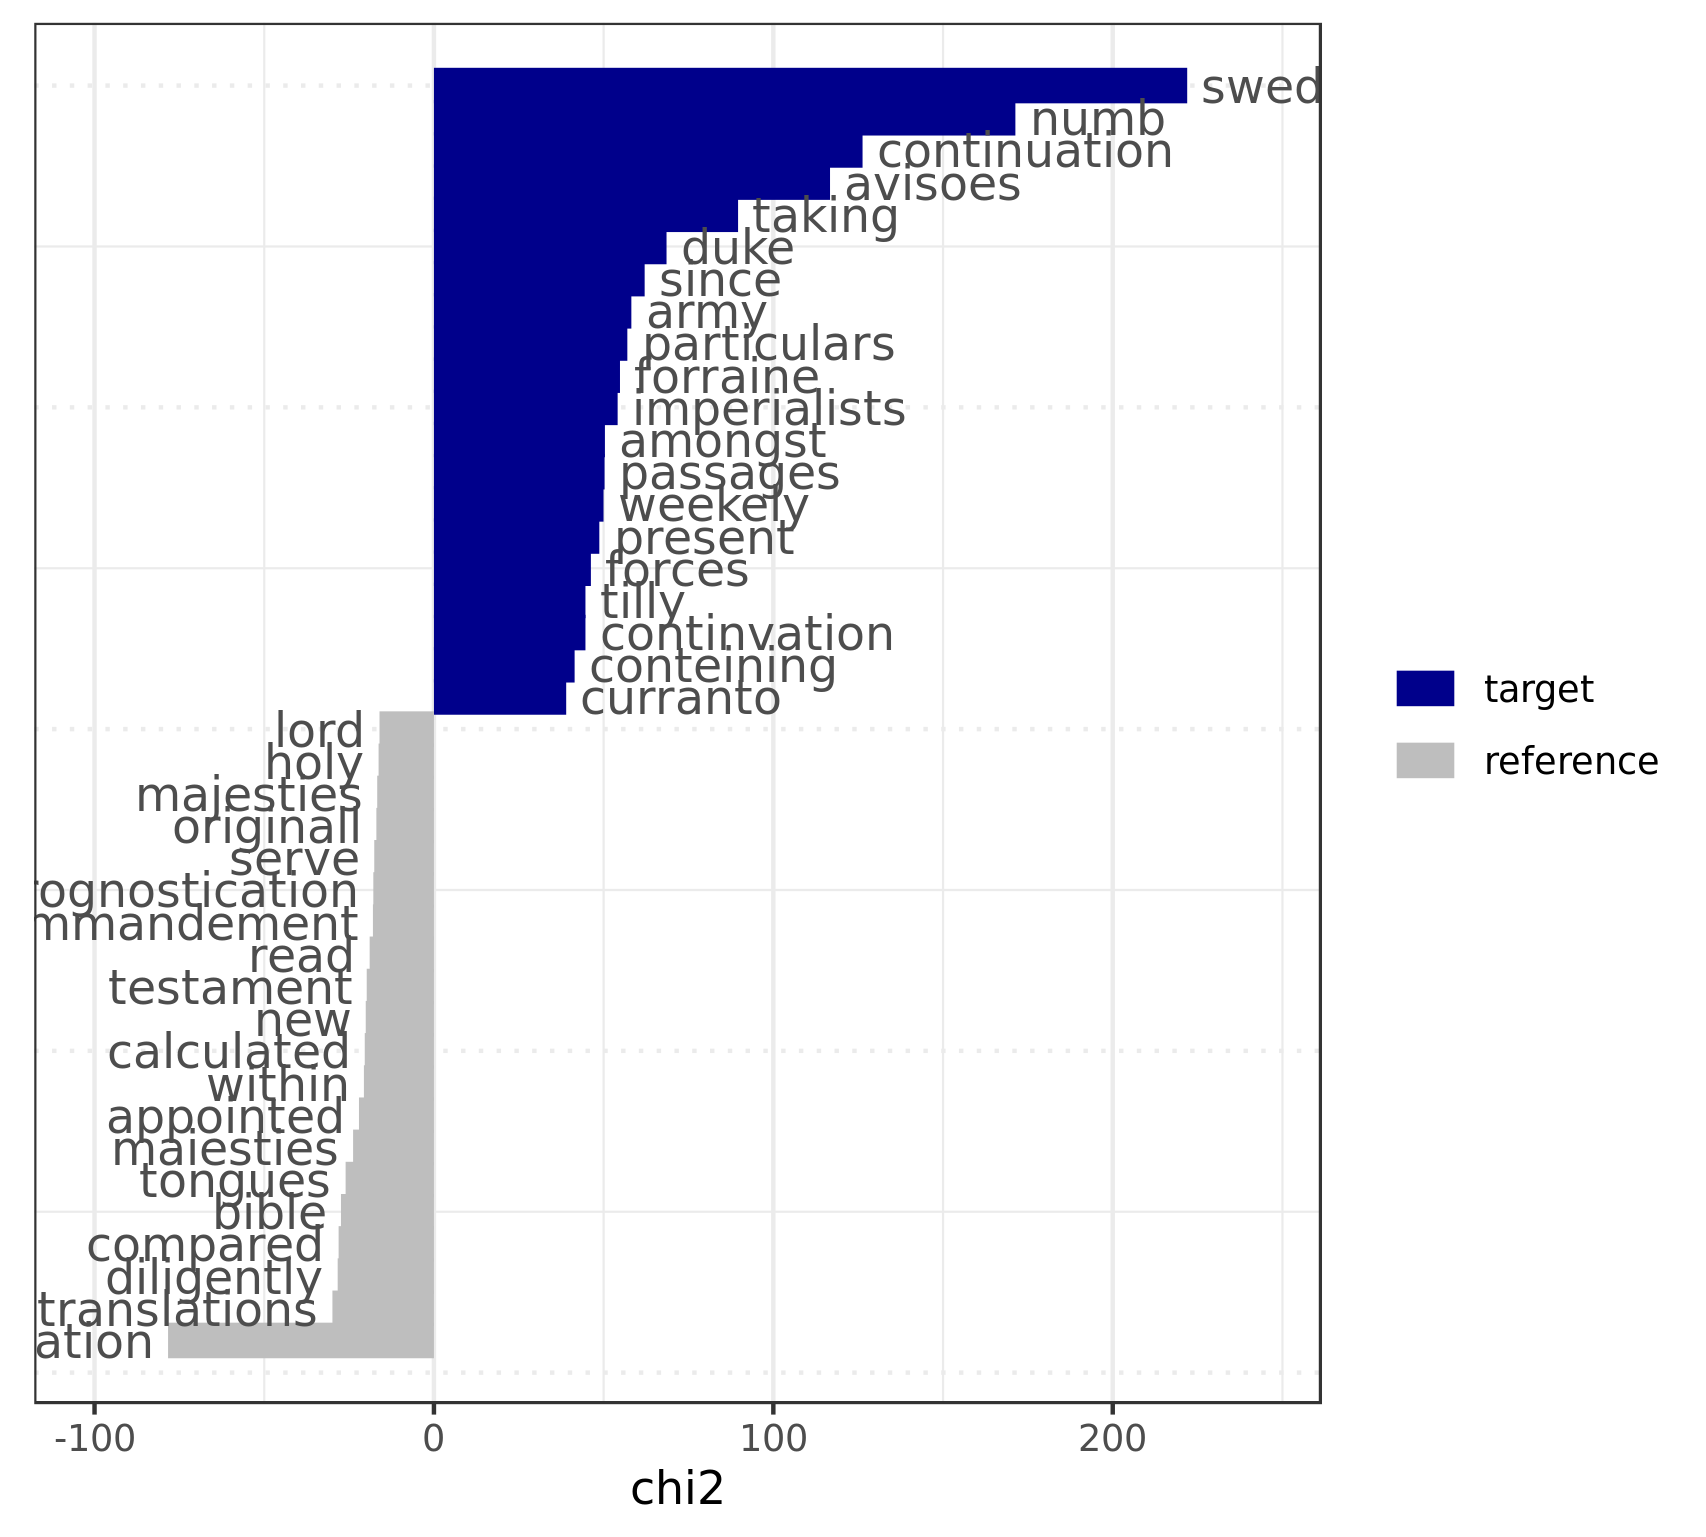 swed
numb
continuation
avisoes
taking
duke
since
army
particulars
forraine
imperialists
amongst
passages
weekely
present
forces
tilly
continvation
conteining
curranto
lord
holy
majesties
originall
serve
rognostication
mmandement
read
testament
new
calculated
within
appointed
maiesties
tongues
bible
compared
diligently
translations
ation
target
reference
-100 0 100 200
chi2